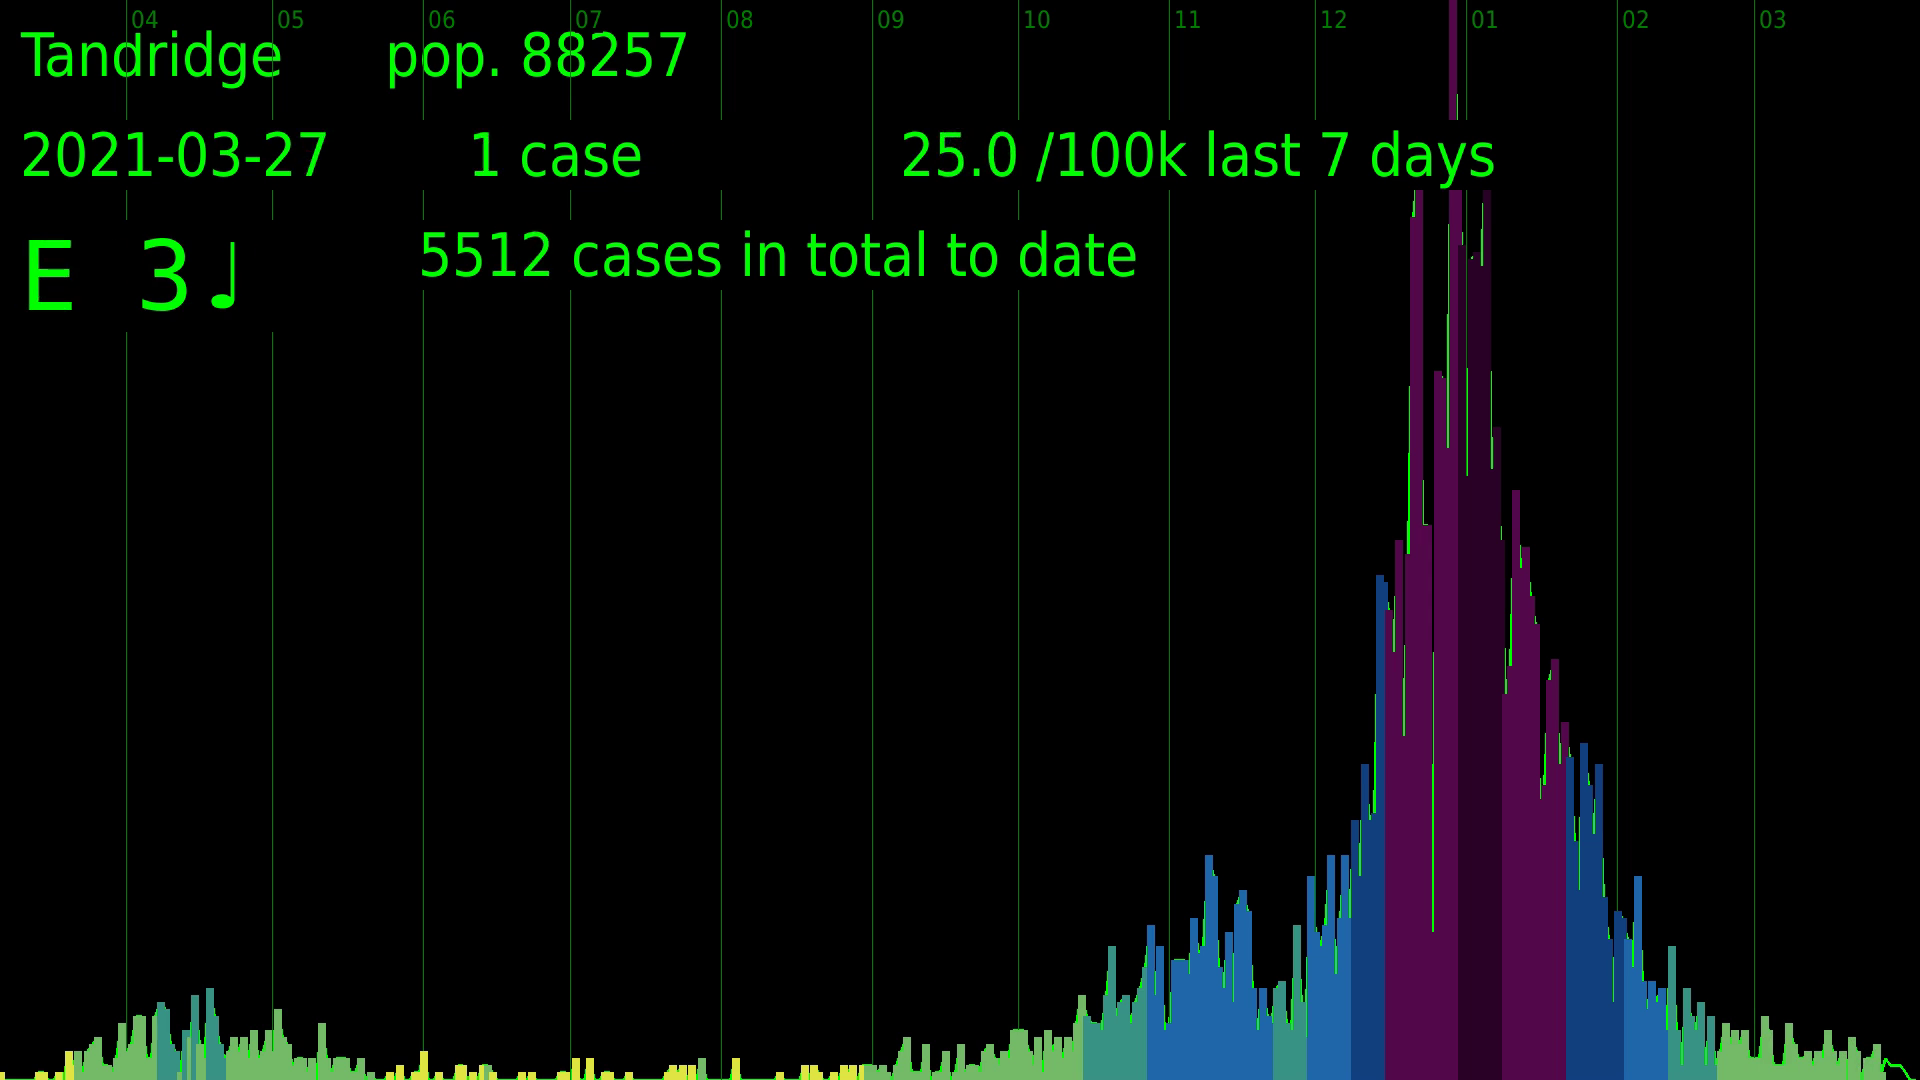 04 05 06 07 08 09 10 11 12 01 02 03
Tandridge pop. 88257
2021-03-27 1 case 25.0 /100k last 7 days
E 3♩ 5512 cases in total to date